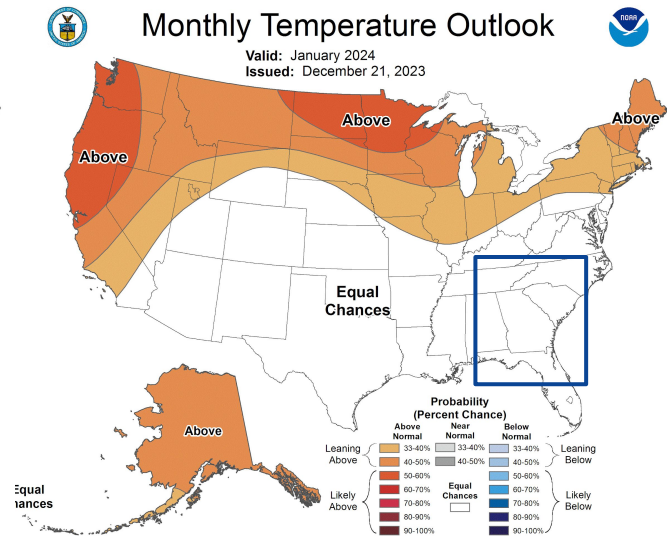 Monthly Temperature Outlook
NOAA
Valid: January 2024
Issued: December 21, 2023
Above
Above
Above
Equal
Chances
Above
Equal
hances
Probability
(Percent Chance)
Above
Normal
Near
Normal
Below
Normal
Leaning
Above
33-40%
40-50%
33-40%
40-50%
33-40%
40-50%
Leaning
Below
Likely
Above
50-60%
60-70%
70-80%
80-90%
90-100%
Equal
Chances
50-60%
60-70%
70-80%
80-90%
90-100%
Likely
Below